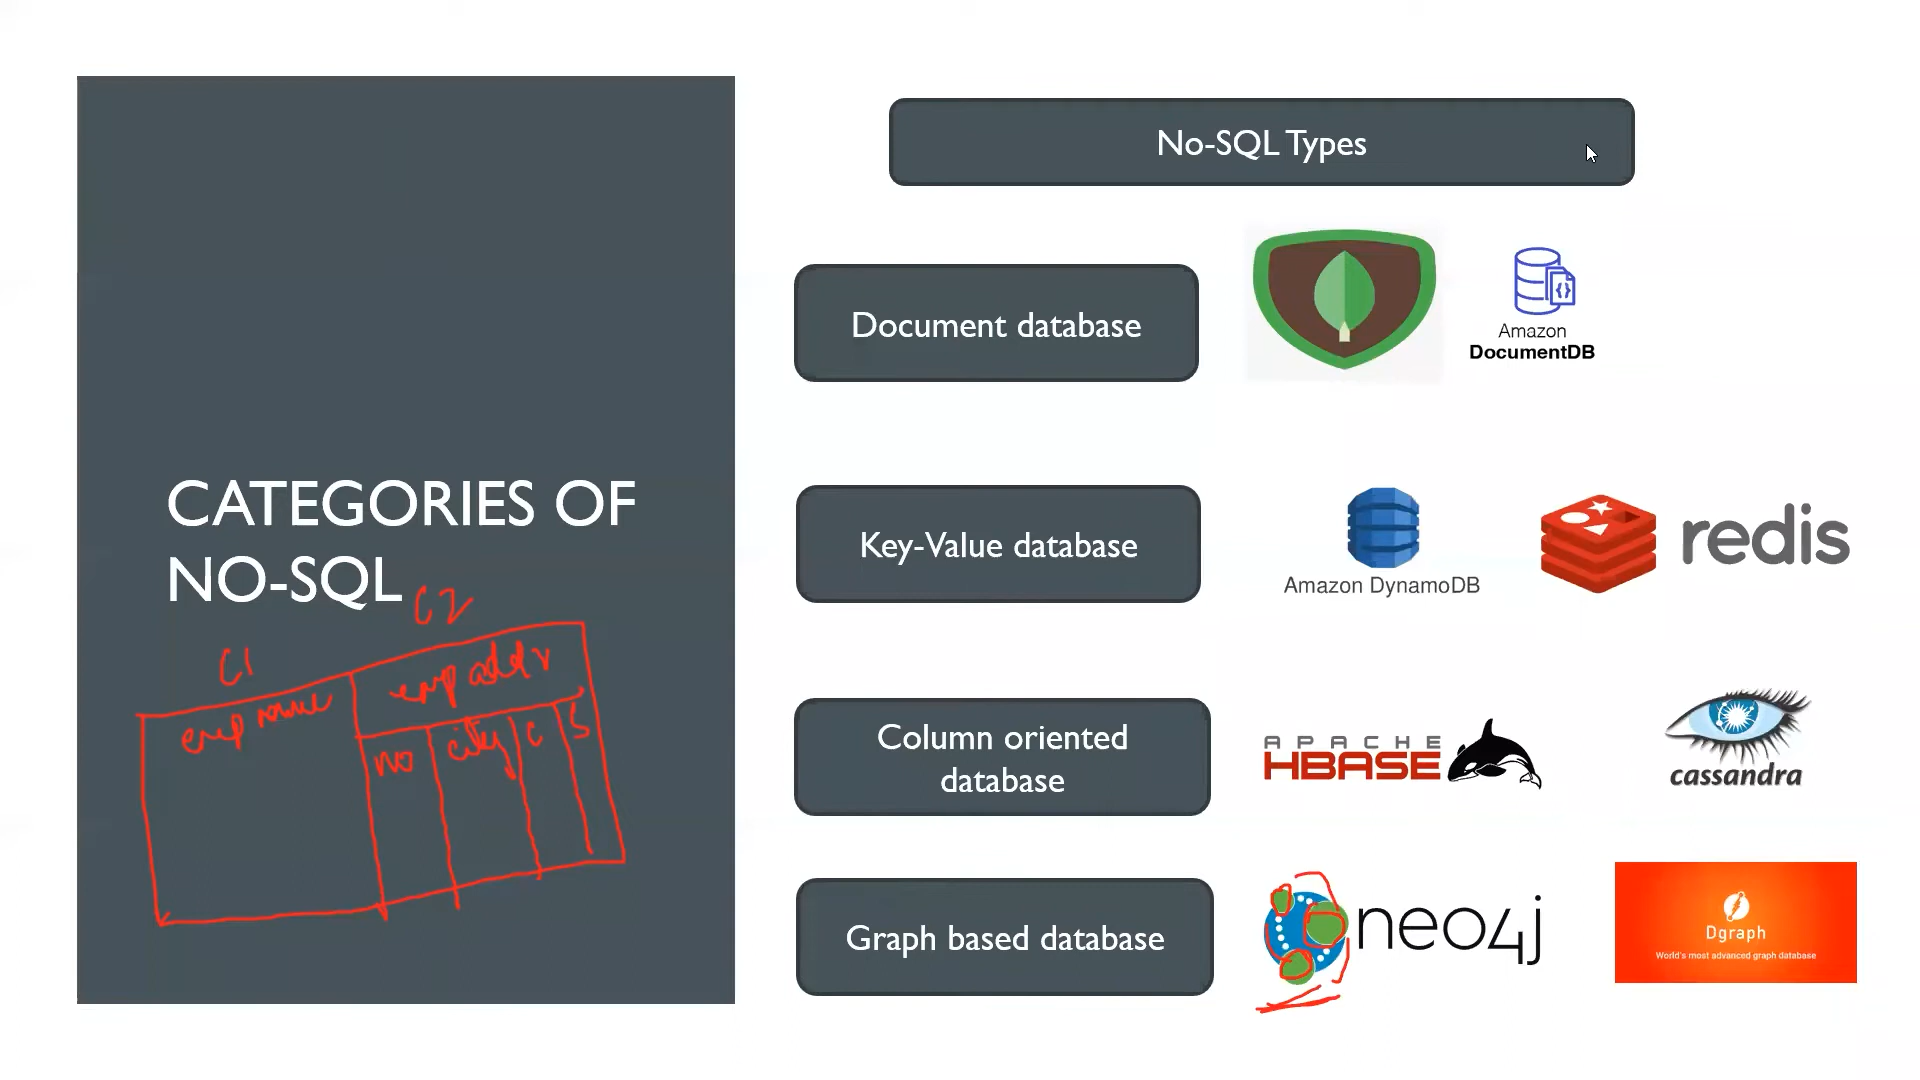 No-SQL Types
Document database
Amazon
DocumentDB
CATEGORIES OF
NO-SQL
Key-Value database
Amazon DynamoDB
redis
C1
C2
emp name
emp addr
no
city
C
S
Column oriented
database
APACHE
HBASE
cassandra
Graph based database
neo4j
Dgraph
World's most advanced graph database